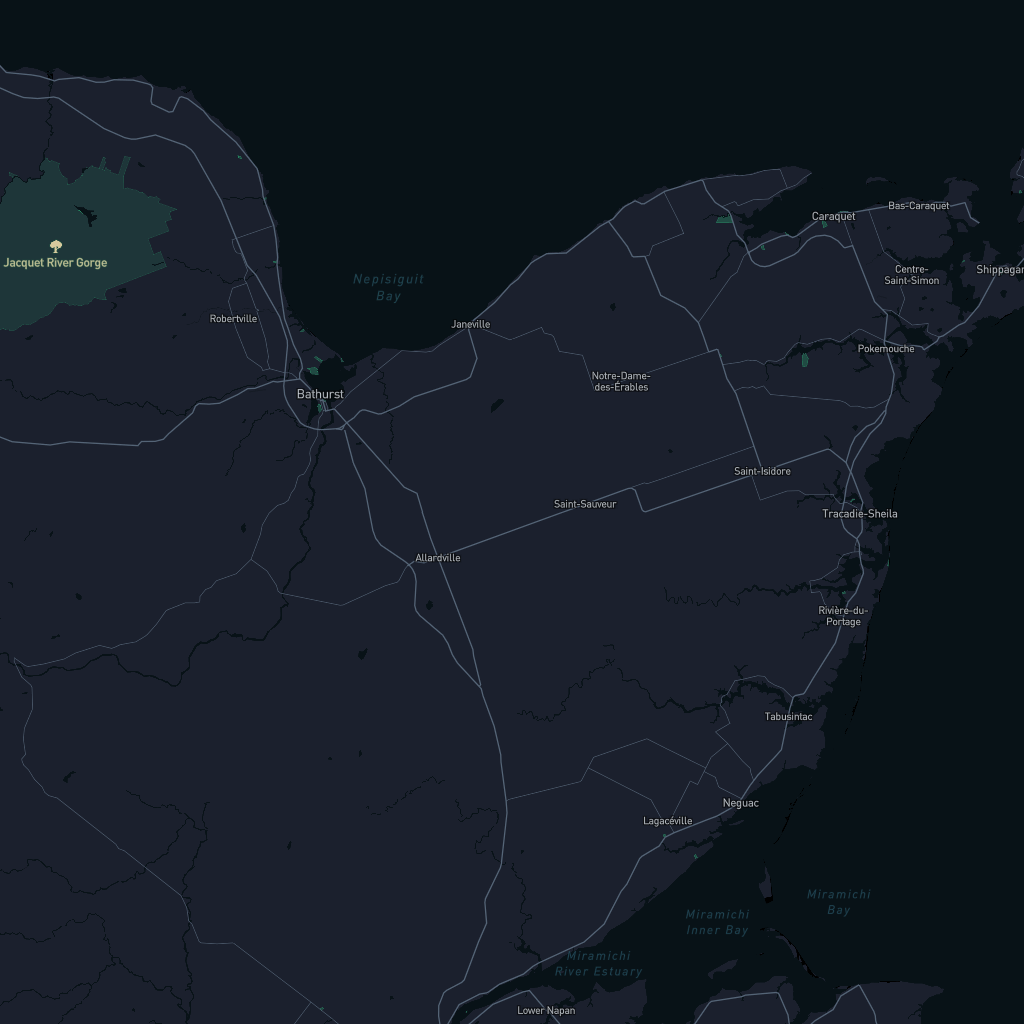 Caraquet
Bas-Caraquet
Jacquet River Gorge
Centre-
Saint-Simon
Nepisiguit
Bay
Robertville
Janeville
Pokemouche
Notre-Dame-
des-Érables
Bathurst
Saint-Isidore
Saint-Sauveur
Tracadie-Sheila
Allardville
Rivière-du-
Portage
Tabusintac
Neguac
Lagacéville
Miramichi
Bay
Miramichi
Inner Bay
Miramichi
River Estuary
Lower Napan